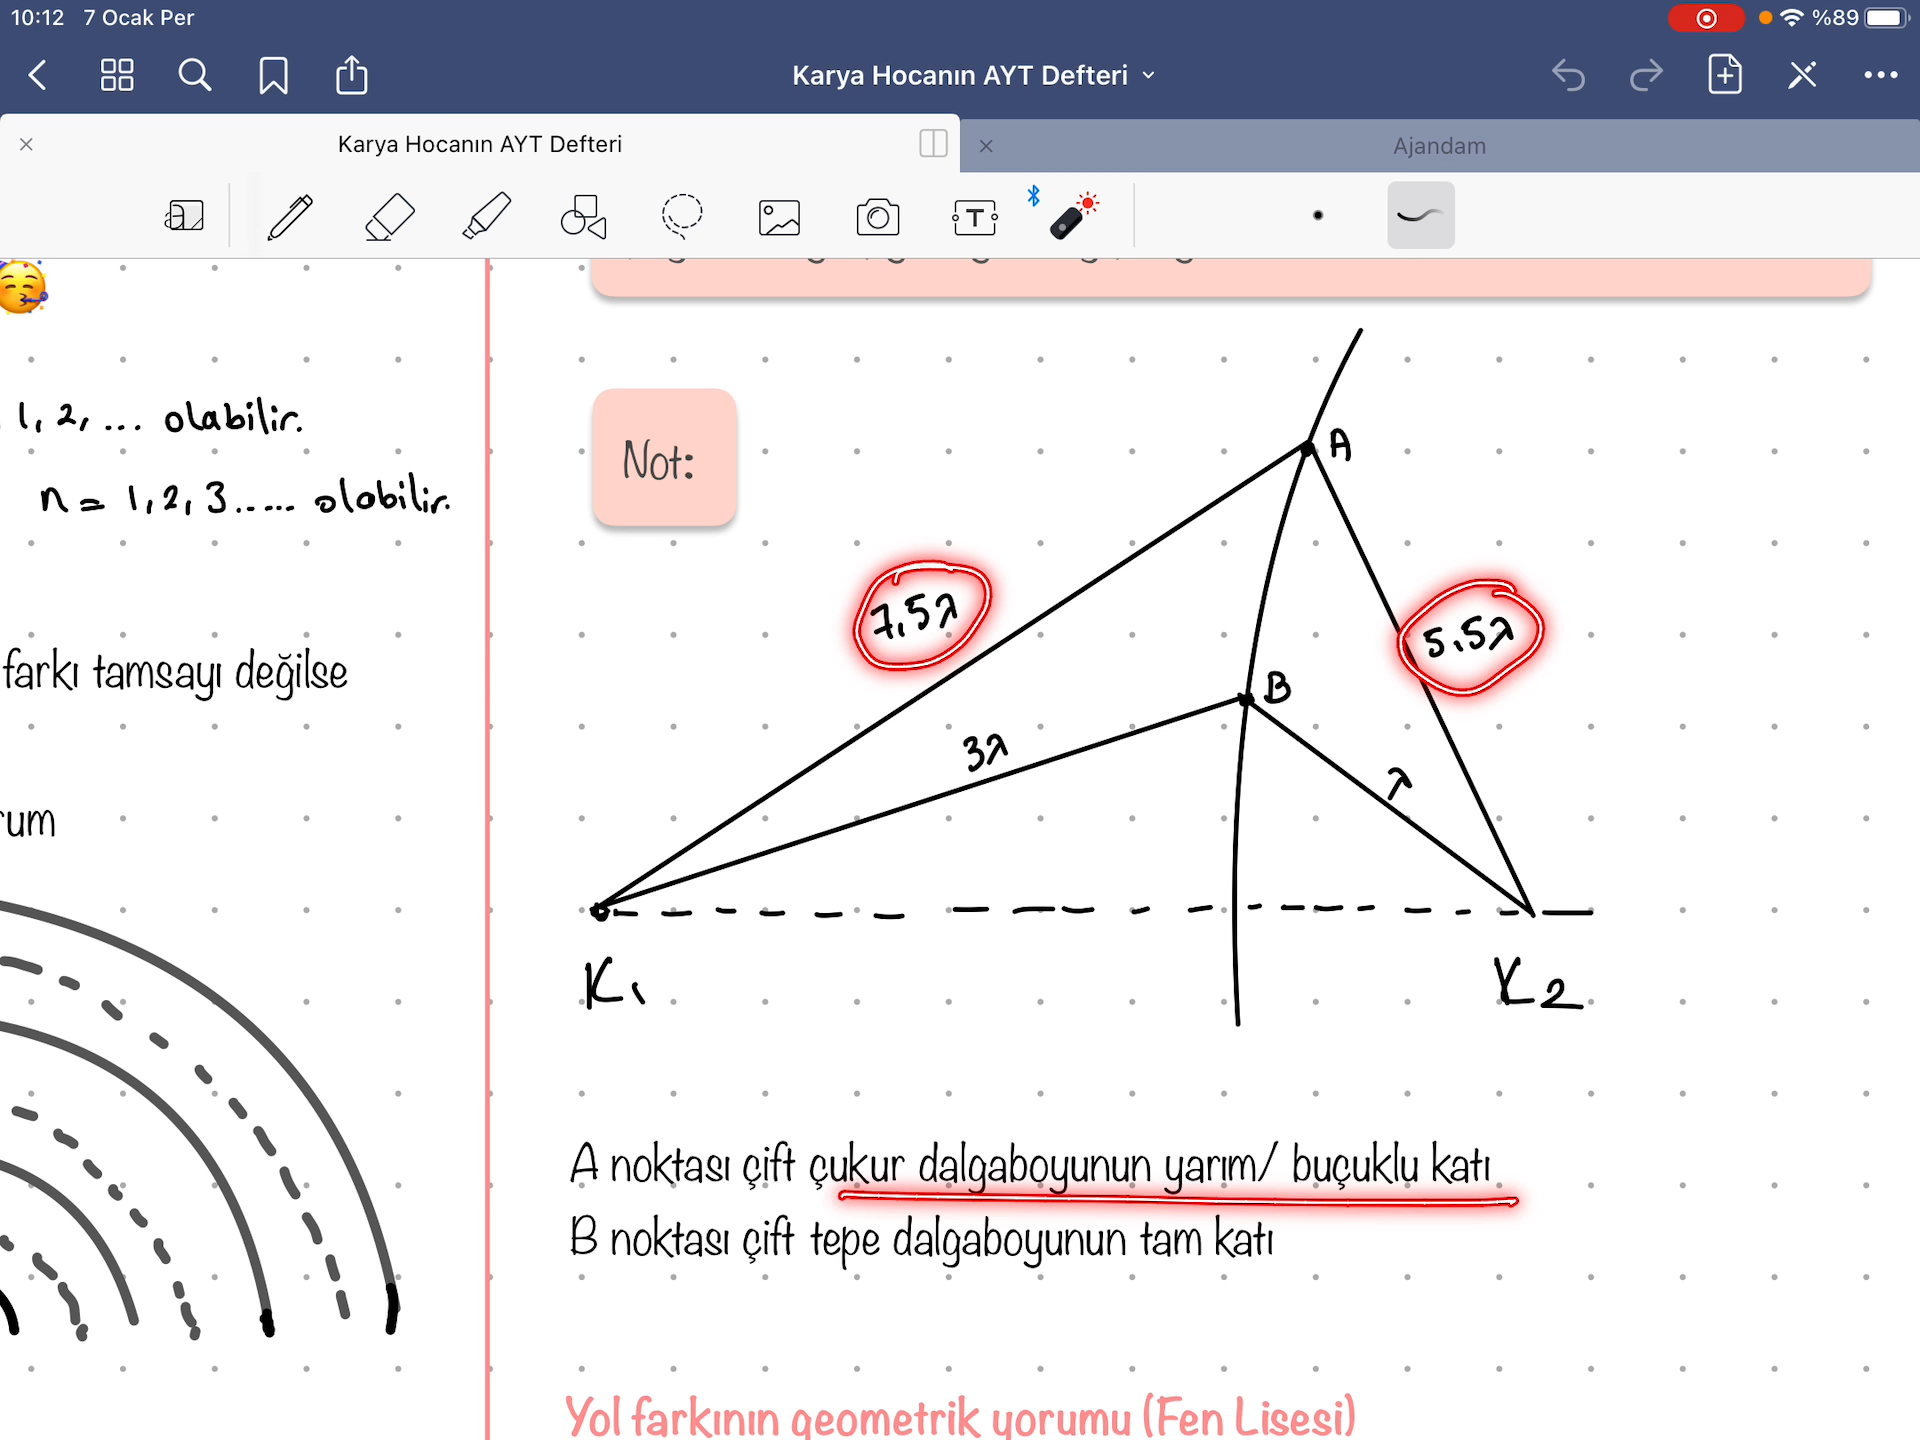 10:12 7 Ocak Per
%89
Karya Hocanın AYT Defteri
Karya Hocanın AYT Defteri
Ajandam
1, 2, ... olabilir.
n = 1, 2, 3..... olabilir.
farkı tamsayı değilse
rum
Not:
A
7,5λ
5,5λ
B
3λ
λ
K1
K2
A noktası çift çukur dalgaboyunun yarım/ buçuklu katı
B noktası çift tepe dalgaboyunun tam katı
Yol farkının geometrik yorumu (Fen Lisesi)